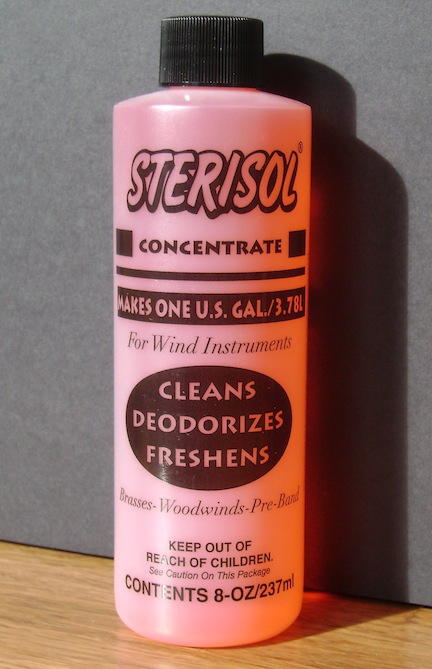 STERISOL®
CONCENTRATE
MAKES ONE U.S. GAL./3.78L
For Wind Instruments
CLEANS
DEODORIZES
FRESHENS
Brasses-Woodwinds-Pre-Band
KEEP OUT OF
REACH OF CHILDREN.
See Caution On This Package
CONTENTS 8-OZ/237ml